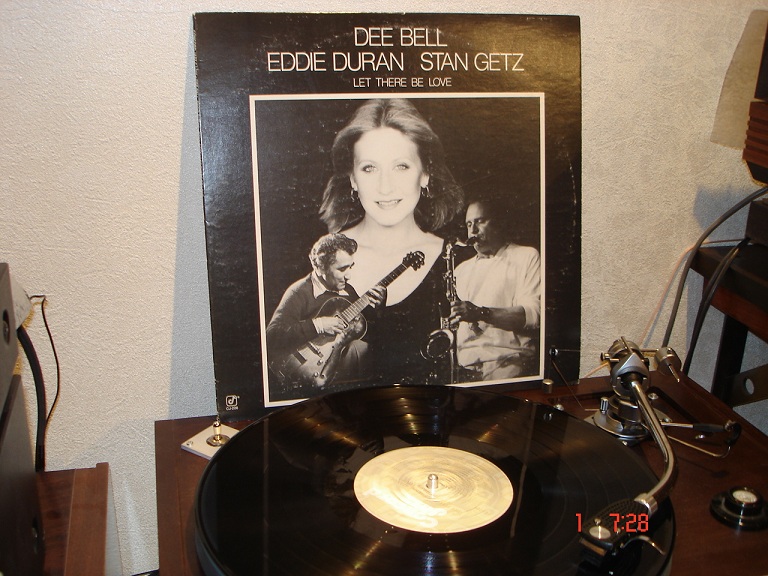 DEE BELL
EDDIE DURAN STAN GETZ
LET THERE BE LOVE
1 7:28